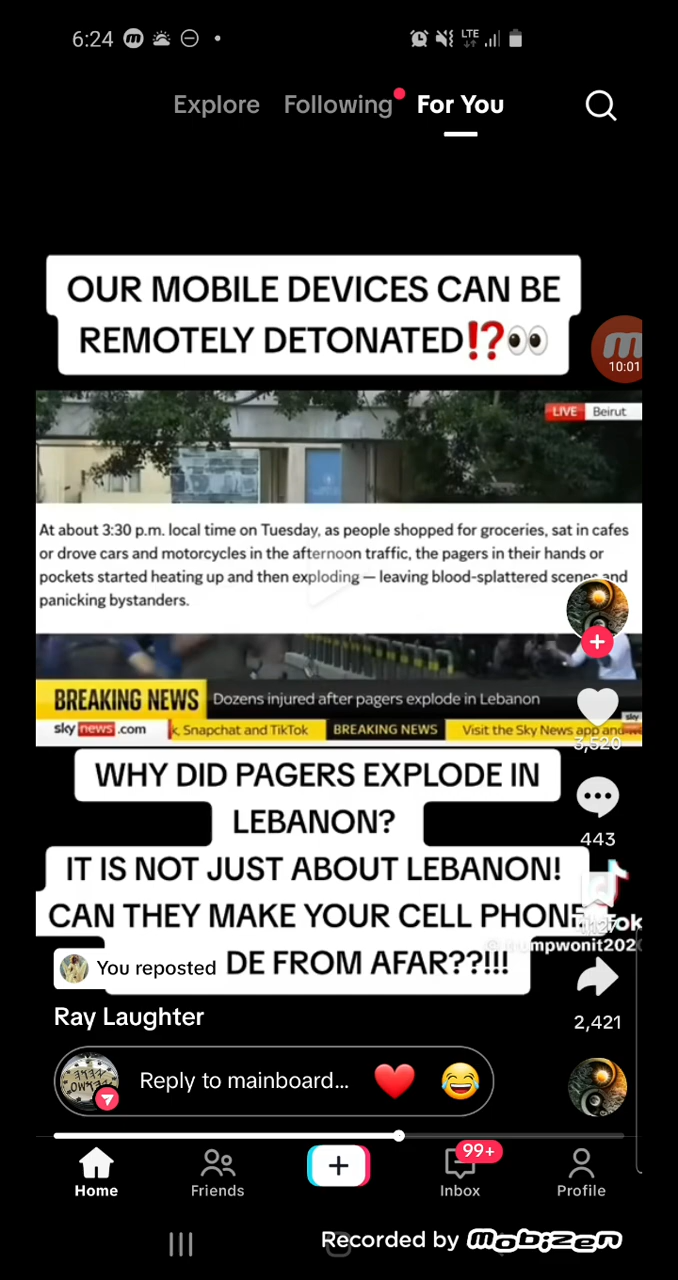 6:24
LTE
Explore Following For You
OUR MOBILE DEVICES CAN BE
REMOTELY DETONATED⁉️👀
10:01
LIVE Beirut
At about 3:30 p.m. local time on Tuesday, as people shopped for groceries, sat in cafes
or drove cars and motorcycles in the afternoon traffic, the pagers in their hands or
pockets started heating up and then exploding — leaving blood-splattered scenes and
panicking bystanders.
BREAKING NEWS Dozens injured after pagers explode in Lebanon
sky news .com k, Snapchat and TikTok BREAKING NEWS Visit the Sky News app and
sky
3,520
WHY DID PAGERS EXPLODE IN
LEBANON?
443
IT IS NOT JUST ABOUT LEBANON!
CAN THEY MAKE YOUR CELL PHONE
You reposted DE FROM AFAR??!!!
2,421
Ray Laughter
Reply to mainboard...
99+
Home Friends Inbox Profile
Recorded by mobizen